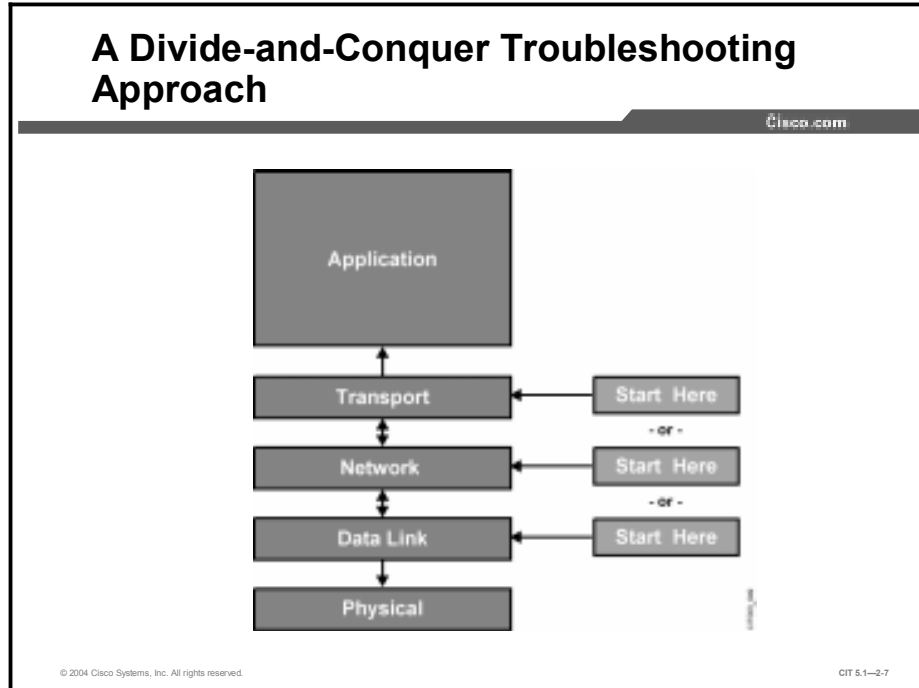 A Divide-and-Conquer Troubleshooting
Approach
Cisco.com
Application
Transport
Start Here
- or -
Network
Start Here
- or -
Data Link
Start Here
Physical
© 2004 Cisco Systems, Inc. All rights reserved.
CIT 5.1—2-7